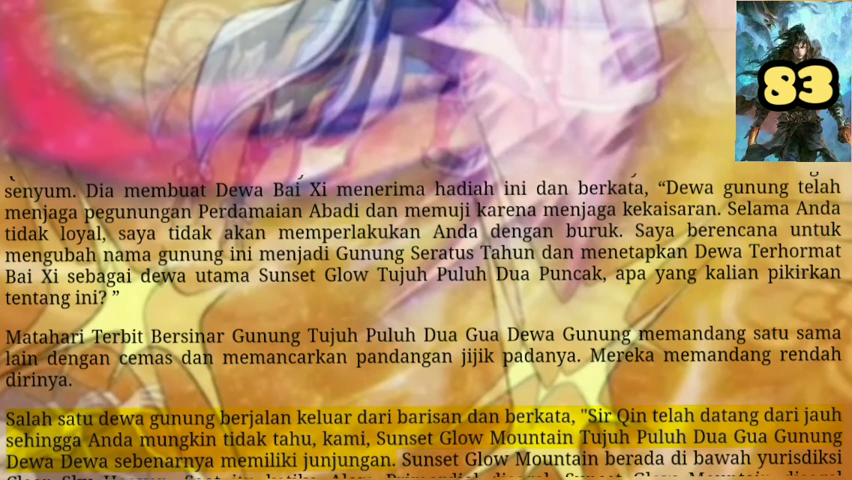 83
senyum. Dia membuat Dewa Bai Xi menerima hadiah ini dan berkata, “Dewa gunung telah
menjaga pegunungan Perdamaian Abadi dan memuji karena menjaga kekaisaran. Selama Anda
tidak loyal, saya tidak akan memperlakukan Anda dengan buruk. Saya berencana untuk
mengubah nama gunung ini menjadi Gunung Seratus Tahun dan menetapkan Dewa Terhormat
Bai Xi sebagai dewa utama Sunset Glow Tujuh Puluh Dua Puncak, apa yang kalian pikirkan
tentang ini? ”
Matahari Terbit Bersinar Gunung Tujuh Puluh Dua Gua Dewa Gunung memandang satu sama
lain dengan cemas dan memancarkan pandangan jijik padanya. Mereka memandang rendah
dirinya.
Salah satu dewa gunung berjalan keluar dari barisan dan berkata, "Sir Qin telah datang dari jauh
sehingga Anda mungkin tidak tahu, kami, Sunset Glow Mountain Tujuh Puluh Dua Gua Gunung
Dewa Dewa sebenarnya memiliki junjungan. Sunset Glow Mountain berada di bawah yurisdiksi